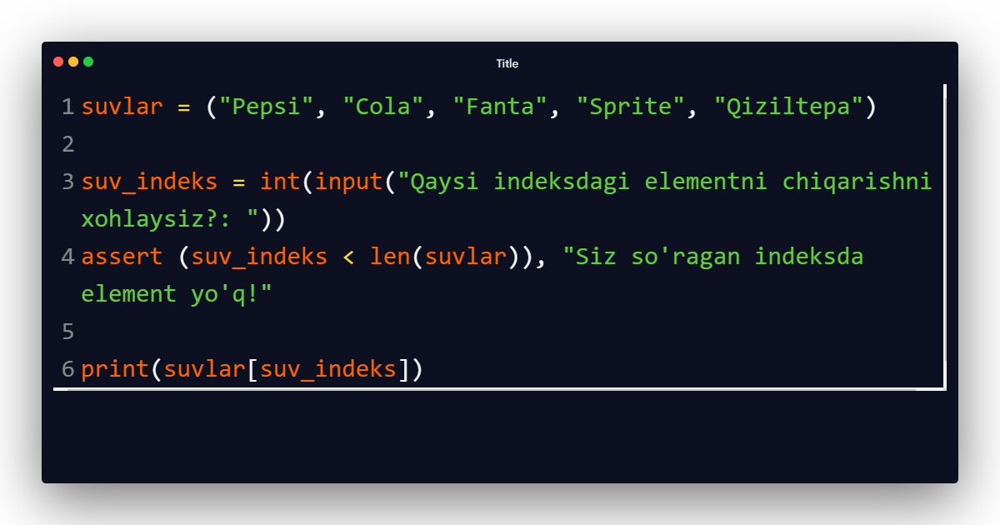 Title
1 suvlar = ("Pepsi", "Cola", "Fanta", "Sprite", "Qiziltepa")
2
3 suv_indeks = int(input("Qaysi indeksdagi elementni chiqarishni
xohlaysiz?: "))
4 assert (suv_indeks < len(suvlar)), "Siz so'ragan indeksda
element yo'q!"
5
6 print(suvlar[suv_indeks])